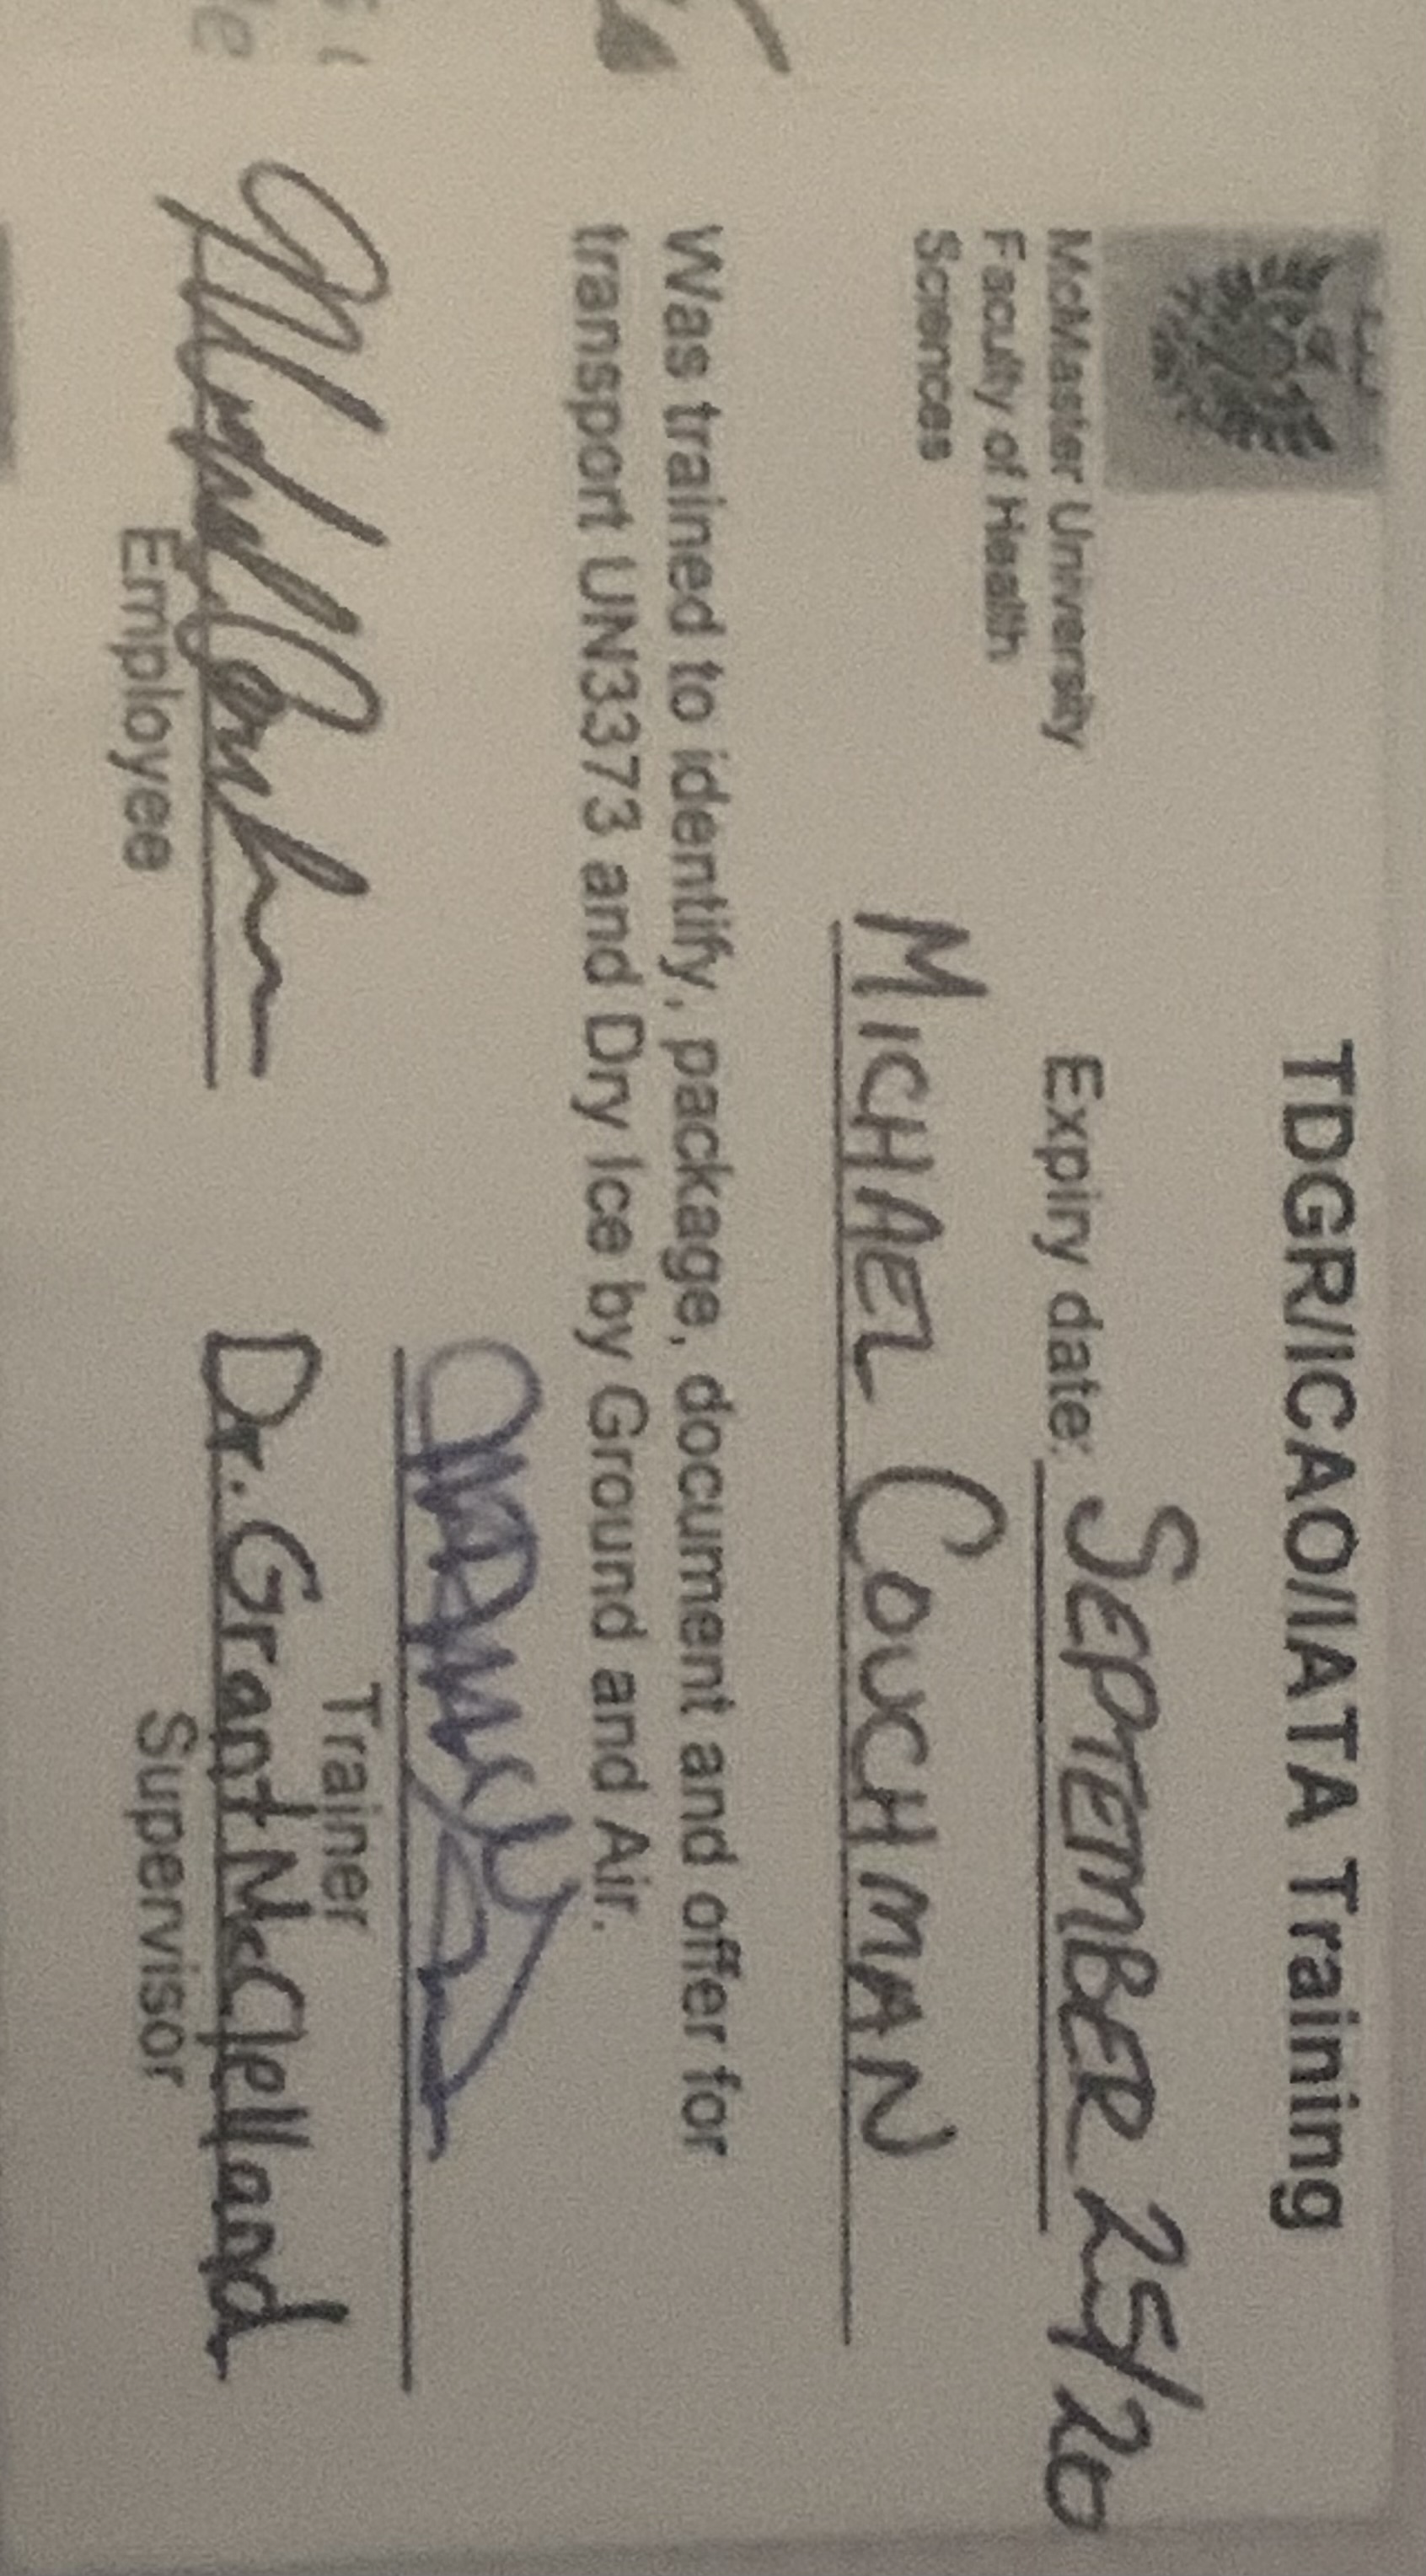 TDGR/ICAO/IATA Training
McMaster University
Faculty of Health
Sciences
Expiry date: SEPTEMBER 25/20
MICHAEL COUCHMAN
Was trained to identify, package, document and offer for
transport UN3373 and Dry Ice by Ground and Air.
Trainer
Michael Couchman
Employee
Dr. Grant McClelland
Supervisor